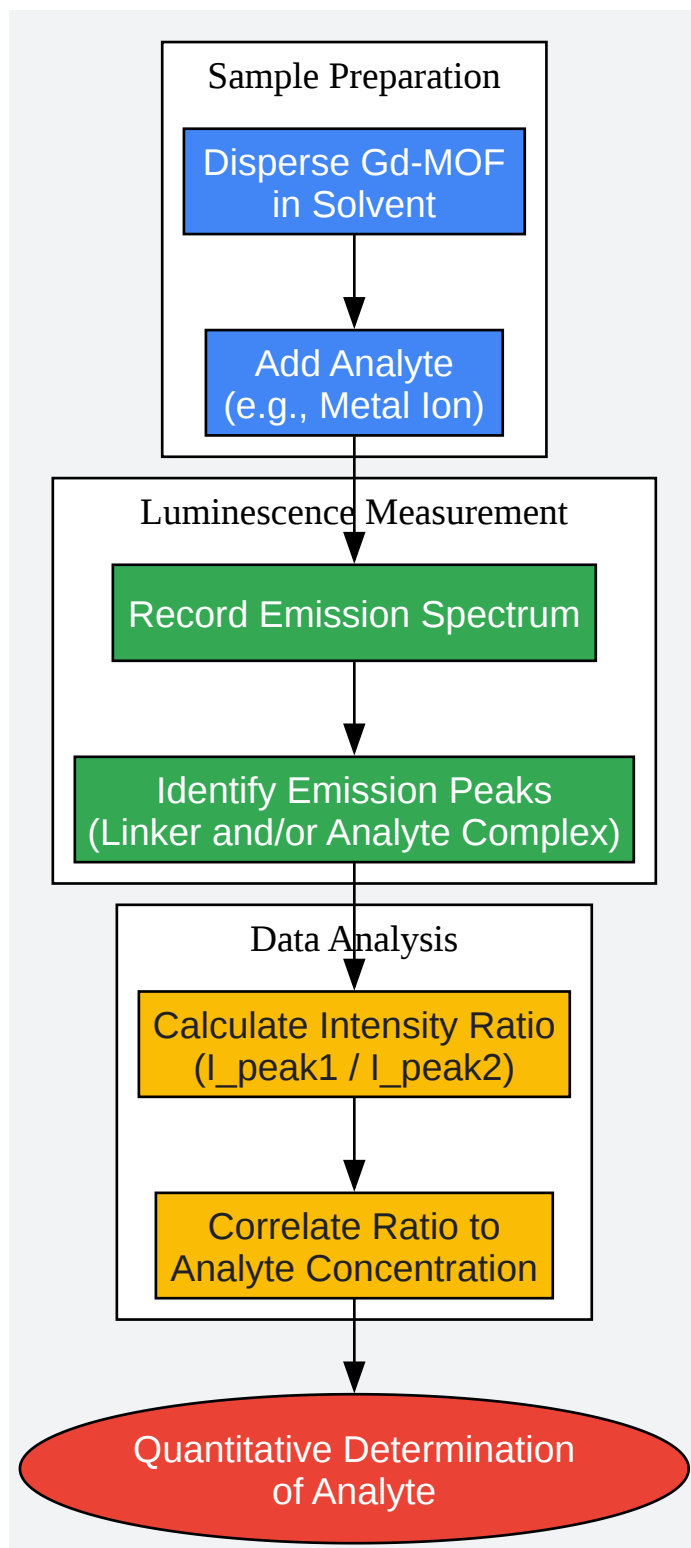 Sample Preparation
Disperse Gd-MOF
in Solvent
Add Analyte
(e.g., Metal Ion)
Luminescence Measurement
Record Emission Spectrum
Identify Emission Peaks
(Linker and/or Analyte Complex)
Data Analysis
Calculate Intensity Ratio
(I_peak1 / I_peak2)
Correlate Ratio to
Analyte Concentration
Quantitative Determination
of Analyte